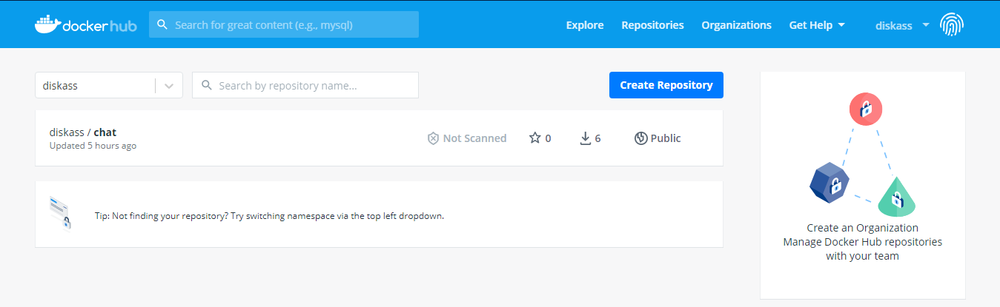 dockerhub
Search for great content (e.g., mysql)
Explore
Repositories
Organizations
Get Help
diskass
diskass
Search by repository name...
Create Repository
diskass / chat
Updated 5 hours ago
Not Scanned
0
6
Public
Tip: Not finding your repository? Try switching namespace via the top left dropdown.
Create an Organization
Manage Docker Hub repositories
with your team